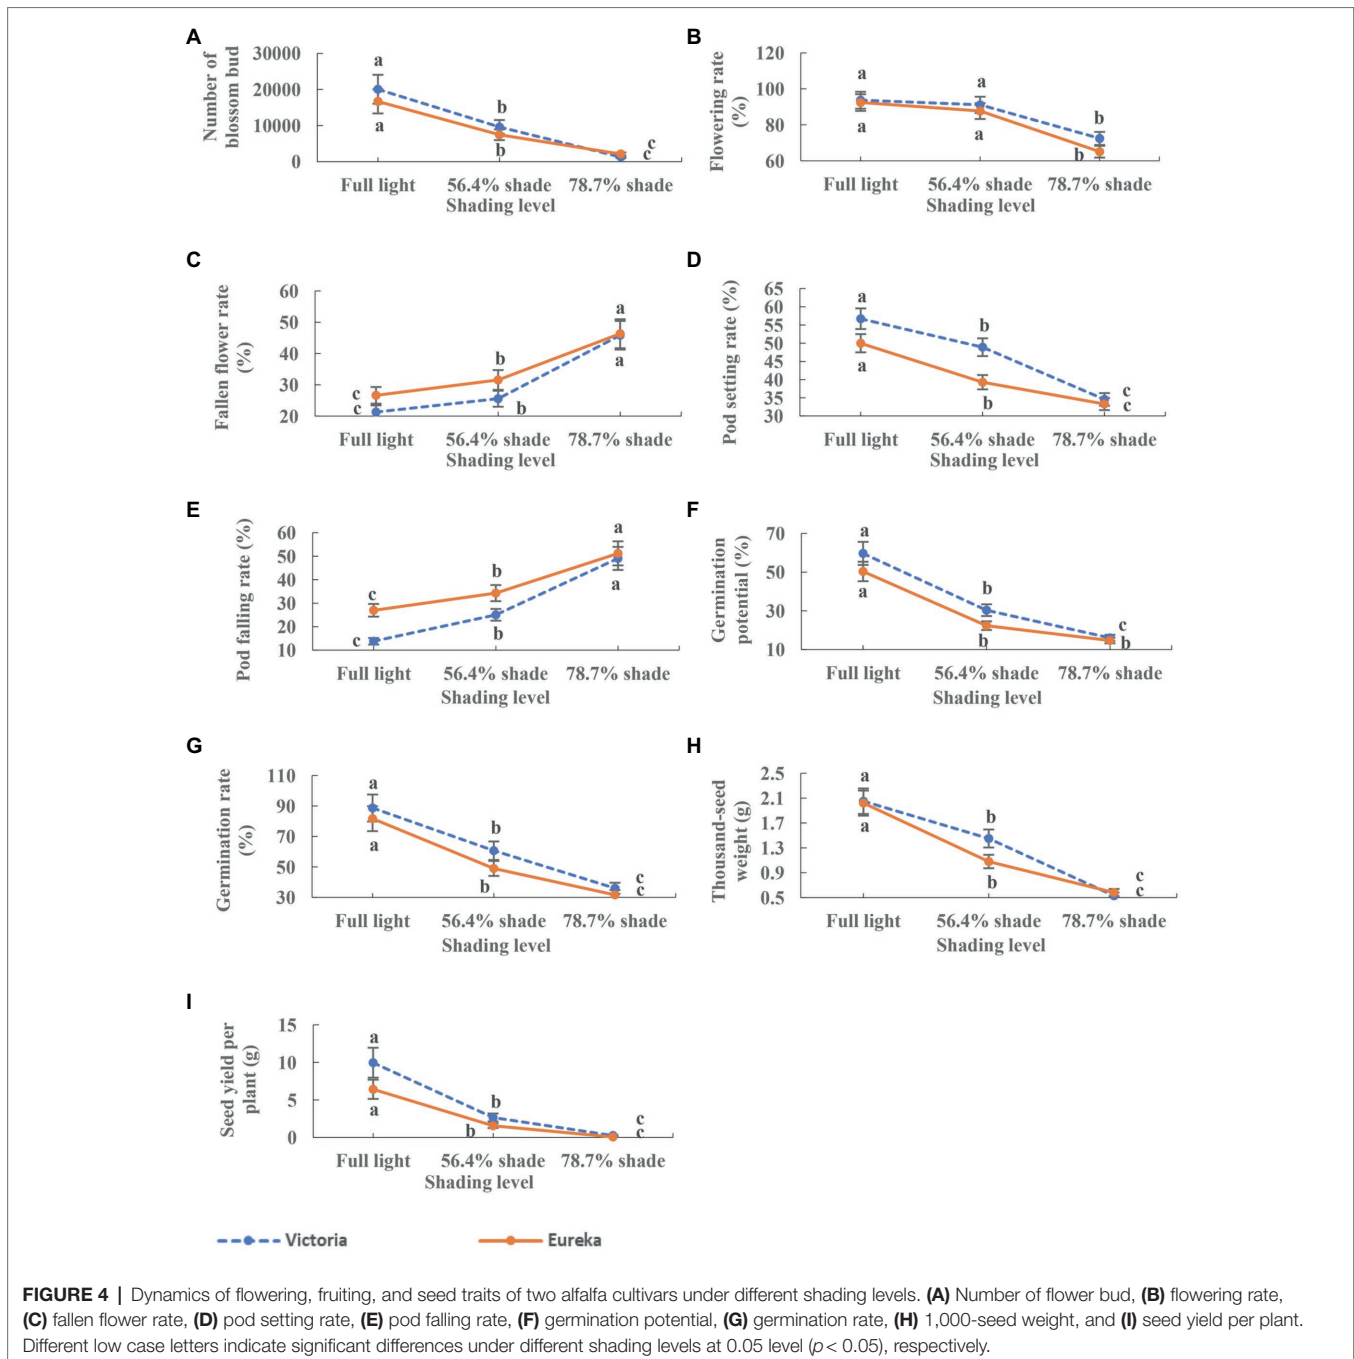 A
Number of
blossom bud
30000
20000
10000
0
a
a
b
b
c
c
Full light 56.4% shade 78.7% shade
Shading level
B
Flowering rate
(%)
120
100
80
60
a
a
a
a
b
b
Full light 56.4% shade 78.7% shade
Shading level
C
Fallen flower rate
(%)
60
50
40
30
20
c
c
b
b
a
a
Full light 56.4% shade 78.7% shade
Shading level
D
Pod setting rate (%)
65
60
55
50
45
40
35
30
a
a
b
b
c
c
Full light 56.4% shade 78.7% shade
Shading level
E
Pod falling rate (%)
60
50
40
30
20
10
c
c
b
b
a
a
Full light 56.4% shade 78.7% shade
Shading level
F
Germination
potential (%)
70
50
30
10
a
a
b
b
c
b
Full light 56.4% shade 78.7% shade
Shading level
G
Germination rate
(%)
110
90
70
50
30
a
a
b
b
c
c
Full light 56.4% shade 78.7% shade
Shading level
H
Thousand-seed
weight (g)
2.5
2.1
1.7
1.3
0.9
0.5
a
a
b
b
c
c
Full light 56.4% shade 78.7% shade
Shading level
I
Seed yield per
plant (g)
15
10
5
0
a
a
b
b
c
c
Full light 56.4% shade 78.7% shade
Shading level
Victoria Eureka
FIGURE 4 | Dynamics of flowering, fruiting, and seed traits of two alfalfa cultivars under different shading levels. (A) Number of flower bud, (B) flowering rate,
(C) fallen flower rate, (D) pod setting rate, (E) pod falling rate, (F) germination potential, (G) germination rate, (H) 1,000-seed weight, and (I) seed yield per plant.
Different low case letters indicate significant differences under different shading levels at 0.05 level (p < 0.05), respectively.